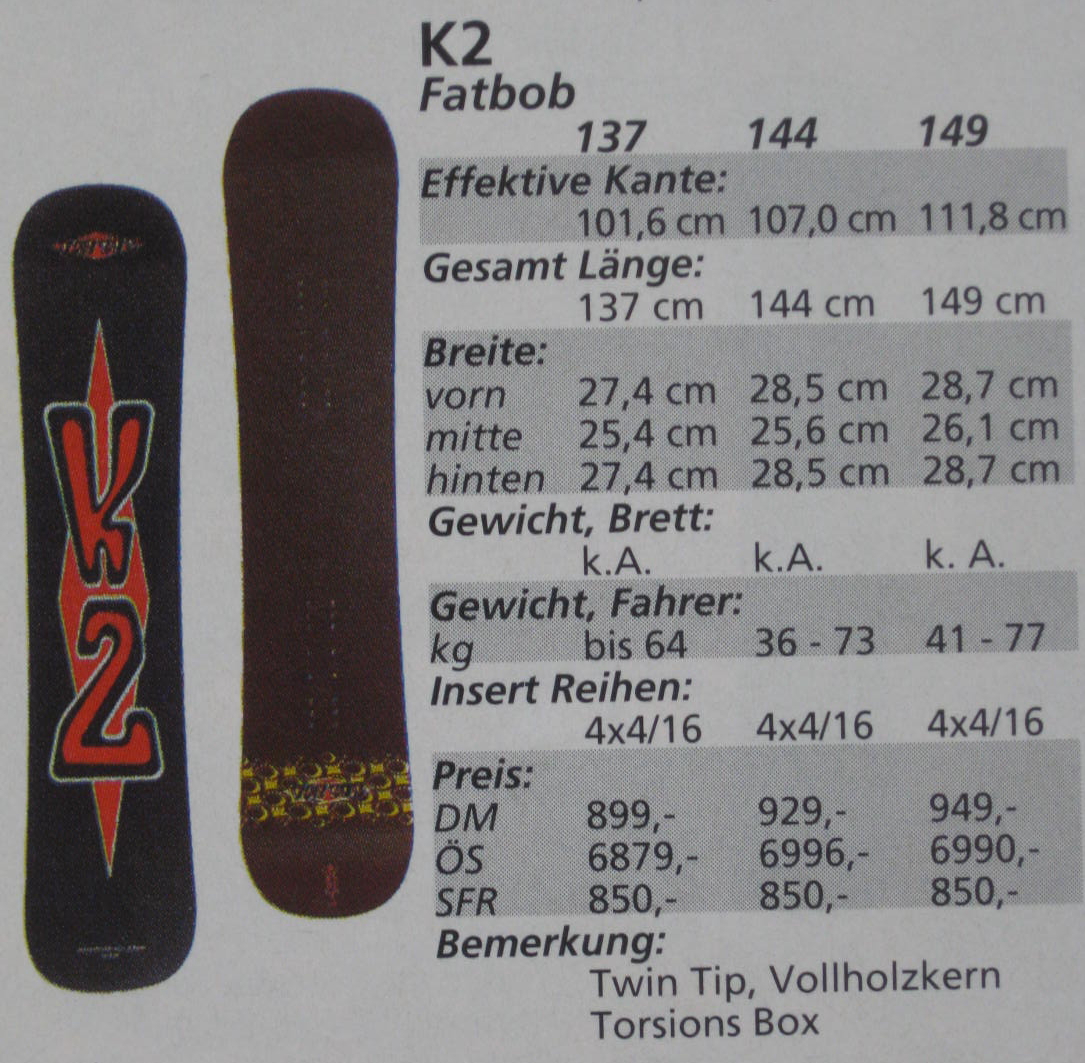 K2
Fatbob
137 144 149
Effektive Kante:
101,6 cm 107,0 cm 111,8 cm
Gesamt Länge:
137 cm 144 cm 149 cm
Breite:
vorn 27,4 cm 28,5 cm 28,7 cm
mitte 25,4 cm 25,6 cm 26,1 cm
hinten 27,4 cm 28,5 cm 28,7 cm
Gewicht, Brett:
k.A. k.A. k. A.
Gewicht, Fahrer:
kg bis 64 36 - 73 41 - 77
Insert Reihen:
4x4/16 4x4/16 4x4/16
Preis:
DM 899,- 929,- 949,-
ÖS 6879,- 6996,- 6990,-
SFR 850,- 850,- 850,-
Bemerkung:
Twin Tip, Vollholzkern
Torsions Box
K2